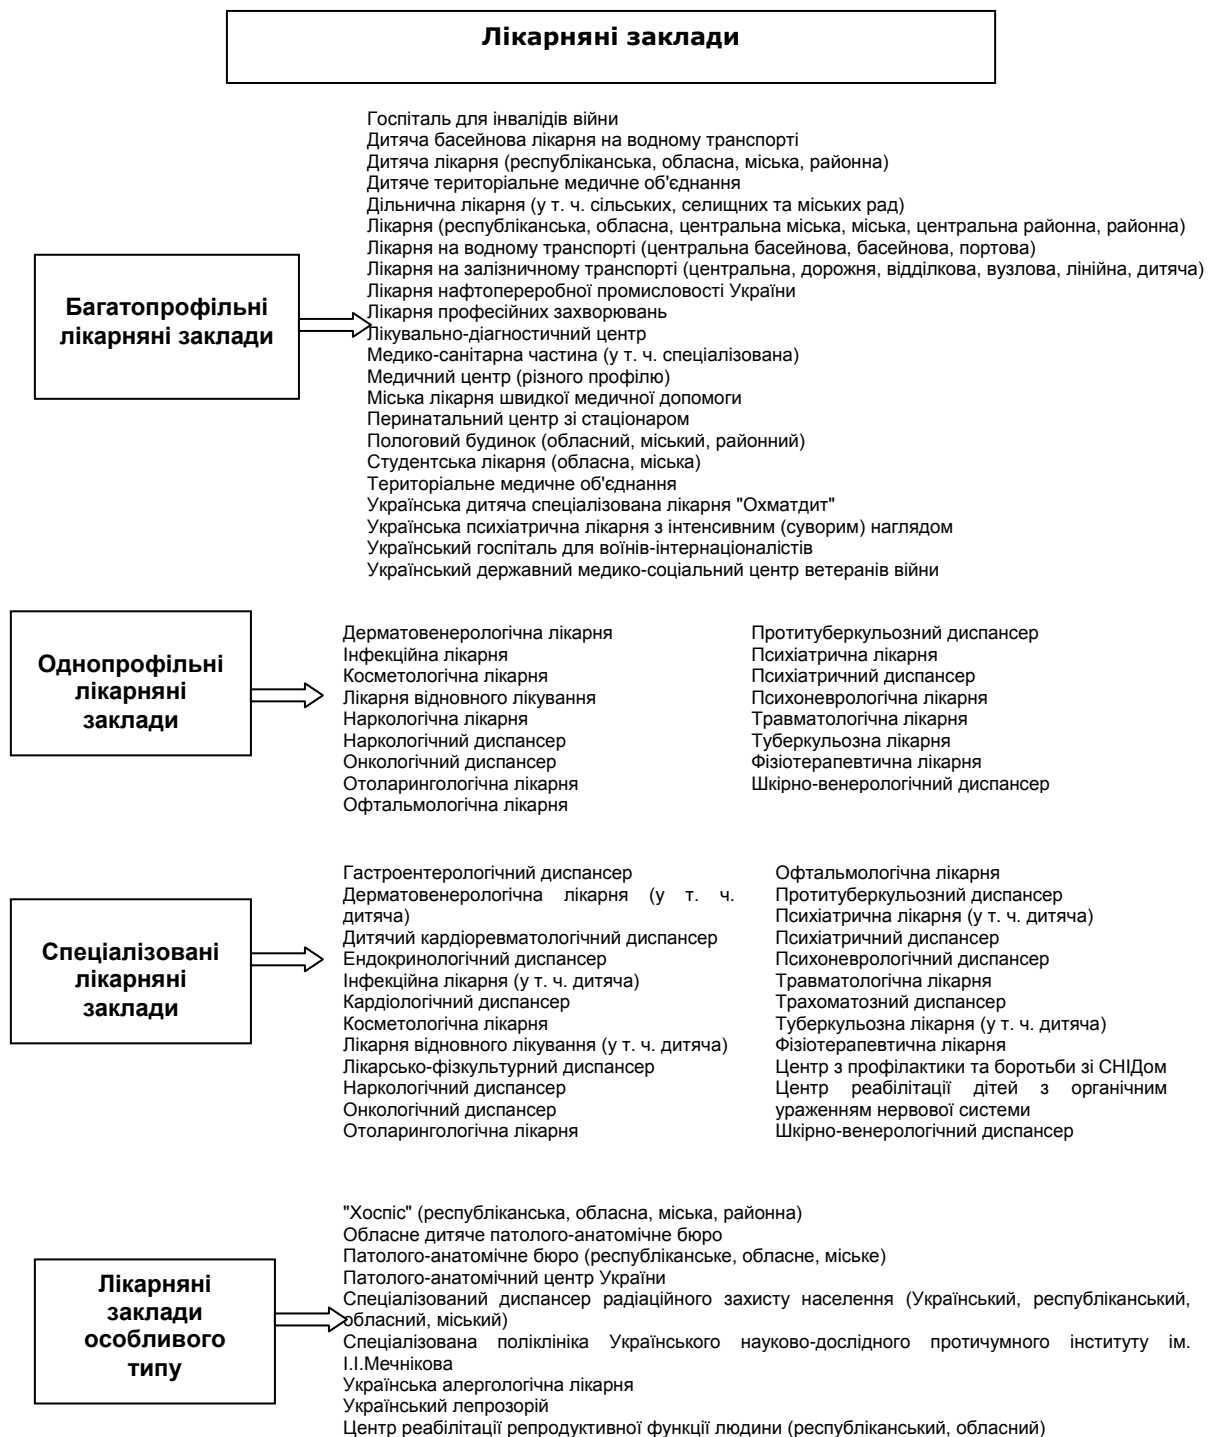 Лікарняні заклади
Багатопрофільні
лікарняні заклади
Госпіталь для інвалідів війни
Дитяча басейнова лікарня на водному транспорті
Дитяча лікарня (республіканська, обласна, міська, районна)
Дитяче територіальне медичне об'єднання
Дільнична лікарня (у т. ч. сільських, селищних та міських рад)
Лікарня (республіканська, обласна, центральна міська, міська, центральна районна, районна)
Лікарня на водному транспорті (центральна басейнова, басейнова, портова)
Лікарня на залізничному транспорті (центральна, дорожня, відділкова, вузлова, лінійна, дитяча)
Лікарня нафтопереробної промисловості України
Лікарня професійних захворювань
Лікувально-діагностичний центр
Медико-санітарна частина (у т. ч. спеціалізована)
Медичний центр (різного профілю)
Міська лікарня швидкої медичної допомоги
Перинатальний центр зі стаціонаром
Пологовий будинок (обласний, міський, районний)
Студентська лікарня (обласна, міська)
Територіальне медичне об'єднання
Українська дитяча спеціалізована лікарня "Охматдит"
Українська психіатрична лікарня з інтенсивним (суворим) наглядом
Український госпіталь для воїнів-інтернаціоналістів
Український державний медико-соціальний центр ветеранів війни
Однопрофільні
лікарняні
заклади
Дерматовенерологічна лікарня
Інфекційна лікарня
Косметологічна лікарня
Лікарня відновного лікування
Наркологічна лікарня
Наркологічний диспансер
Онкологічний диспансер
Отоларингологічна лікарня
Офтальмологічна лікарня
Протитуберкульозний диспансер
Психіатрична лікарня
Психіатричний диспансер
Психоневрологічна лікарня
Травматологічна лікарня
Туберкульозна лікарня
Фізіотерапевтична лікарня
Шкірно-венерологічний диспансер
Спеціалізовані
лікарняні
заклади
Гастроентерологічний диспансер
Дерматовенерологічна лікарня (у т. ч.
дитяча)
Дитячий кардіоревматологічний диспансер
Ендокринологічний диспансер
Інфекційна лікарня (у т. ч. дитяча)
Кардіологічний диспансер
Косметологічна лікарня
Лікарня відновного лікування (у т. ч. дитяча)
Лікарсько-фізкультурний диспансер
Наркологічний диспансер
Онкологічний диспансер
Отоларингологічна лікарня
Офтальмологічна лікарня
Протитуберкульозний диспансер
Психіатрична лікарня (у т. ч. дитяча)
Психіатричний диспансер
Психоневрологічний диспансер
Травматологічна лікарня
Трахоматозний диспансер
Туберкульозна лікарня (у т. ч. дитяча)
Фізіотерапевтична лікарня
Центр з профілактики та боротьби зі СНІДом
Центр реабілітації дітей з органічним
ураженням нервової системи
Шкірно-венерологічний диспансер
Лікарняні
заклади
особливого
типу
"Хоспіс" (республіканська, обласна, міська, районна)
Обласне дитяче патолого-анатомічне бюро
Патолого-анатомічне бюро (республіканське, обласне, міське)
Патолого-анатомічний центр України
Спеціалізований диспансер радіаційного захисту населення (Український, республіканський,
обласний, міський)
Спеціалізована поліклініка Українського науково-дослідного протичумного інституту ім.
І.І.Мечнікова
Українська алергологічна лікарня
Український лепрозорій
Центр реабілітації репродуктивної функції людини (республіканський, обласний)